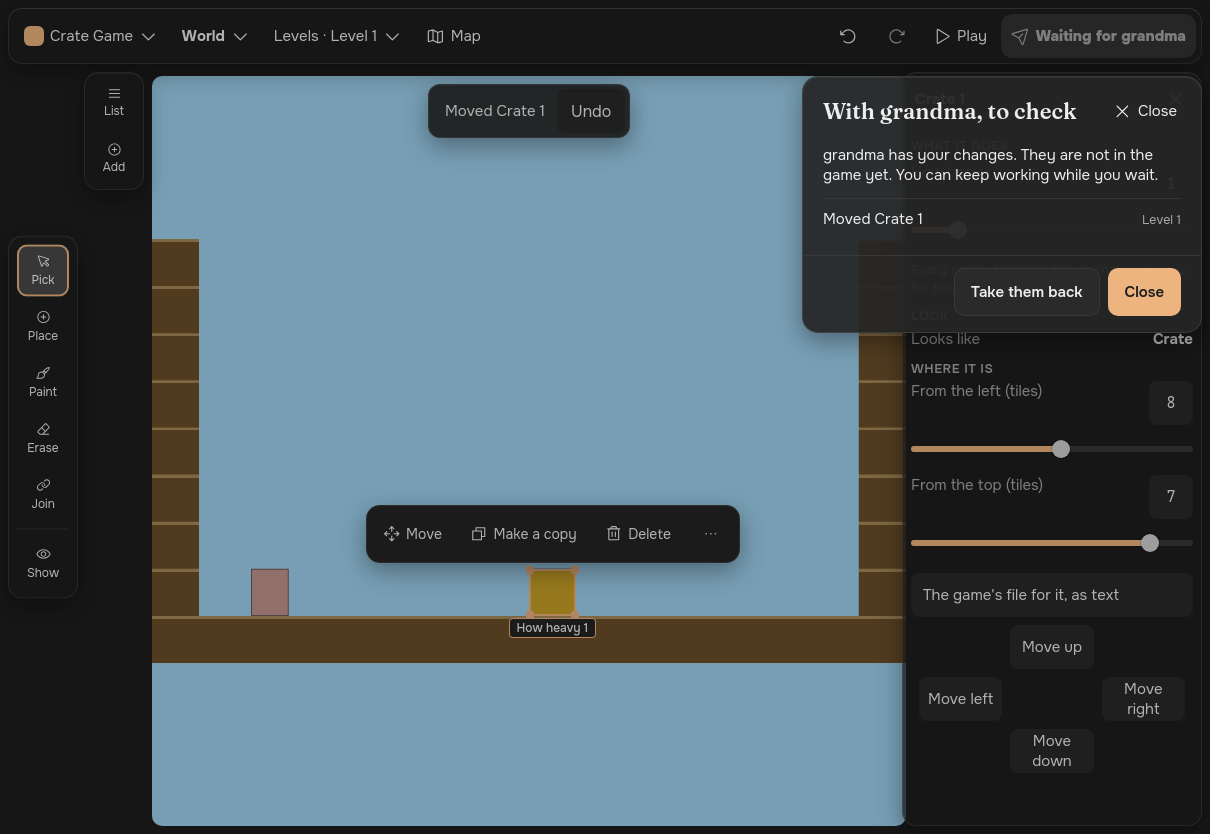 Crate Game
World
Levels · Level 1
Map
Play
Waiting for grandma
List
Add
Moved Crate 1
Undo
Pick
Place
Paint
Erase
Join
Show
With grandma, to check
Close
grandma has your changes. They are not in the
game yet. You can keep working while you wait.
Moved Crate 1
Level 1
Take them back
Close
LOOK
Looks like
Crate
WHERE IT IS
From the left (tiles)
8
From the top (tiles)
7
The game's file for it, as text
Move up
Move left
Move
right
Move
down
Move
Make a copy
Delete
···
How heavy 1